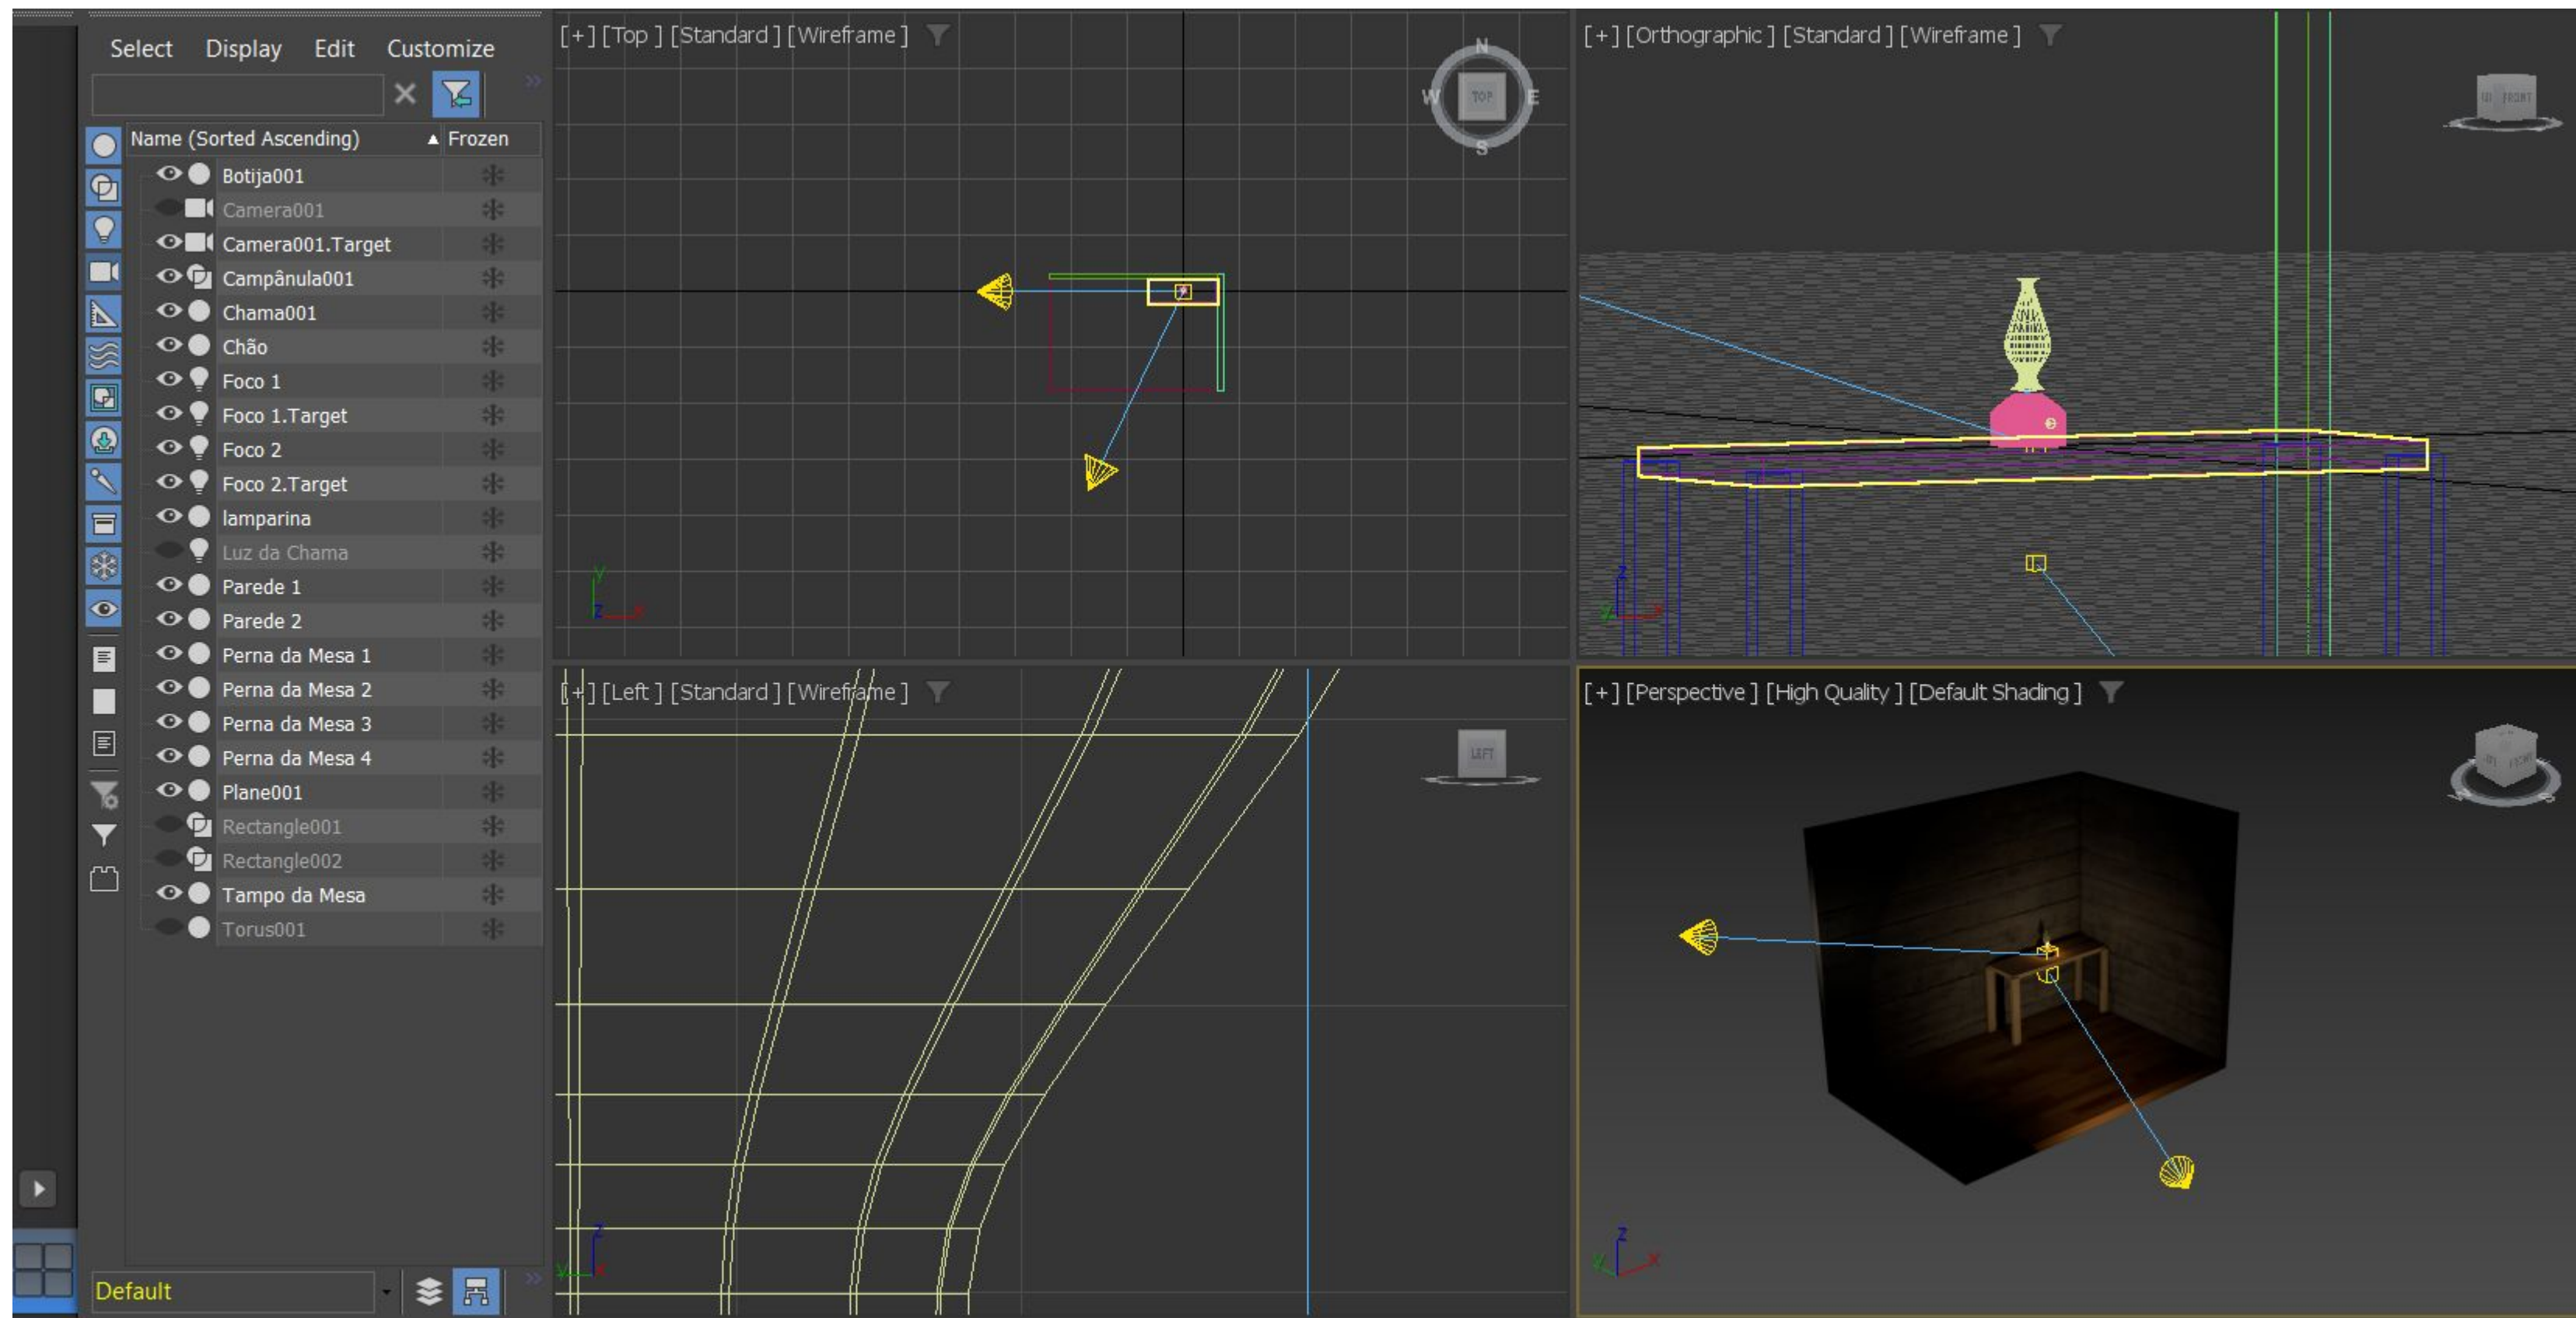 Select Display Edit Customize
Name (Sorted Ascending) Frozen
Botija001
Camera001
Camera001.Target
Campânula001
Chama001
Chão
Foco 1
Foco 1.Target
Foco 2
Foco 2.Target
lamparina
Luz da Chama
Parede 1
Parede 2
Perna da Mesa 1
Perna da Mesa 2
Perna da Mesa 3
Perna da Mesa 4
Plane001
Rectangle001
Rectangle002
Tampo da Mesa
Torus001
Default
[+] [Top ] [Standard ] [Wireframe ]
N
W TOP E
S
y
z x
[+] [Orthographic ] [Standard ] [Wireframe ]
FRONT
z
y x
[+] [Left ] [Standard ] [Wireframe ]
LEFT
z
y x
[+] [Perspective ] [High Quality ] [Default Shading ]
z
y x